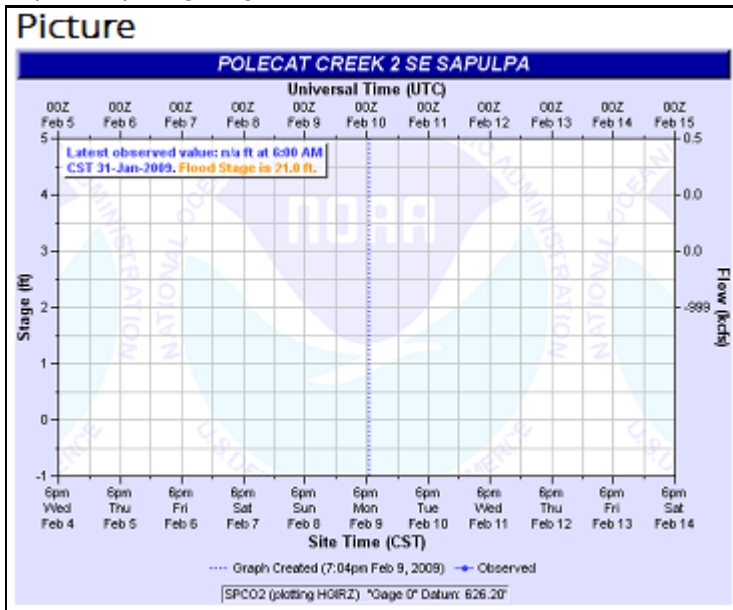 Picture
POLECAT CREEK 2 SE SAPULPA
Universal Time (UTC)
00Z 00Z 00Z 00Z 00Z 00Z 00Z 00Z 00Z 00Z 00Z
Feb 5 Feb 6 Feb 7 Feb 8 Feb 9 Feb 10 Feb 11 Feb 12 Feb 13 Feb 14 Feb 15
Latest observed value: n/a ft at 6:00 AM
CST 31-Jan-2009. Flood Stage is 21.0 ft.
Stage (ft)
5
4
3
2
1
0
-1
0.5
0.0
0.0
-999
Flow (kcfs)
NOAA
NATIONAL OCEANIC
MINISTRATION
NATIONAL
U.S.D
MERCE
6pm 6pm 6pm 6pm 6pm 6pm 6pm 6pm 6pm 6pm 6pm
Wed Thu Fri Sat Sun Mon Tue Wed Thu Fri Sat
Feb 4 Feb 5 Feb 6 Feb 7 Feb 8 Feb 9 Feb 10 Feb 11 Feb 12 Feb 13 Feb 14
Site Time (CST)
Graph Created (7:04pm Feb 9, 2009) Observed
SPCO2 (plotting HGIRZ) "Gage 0" Datum: 626.20'